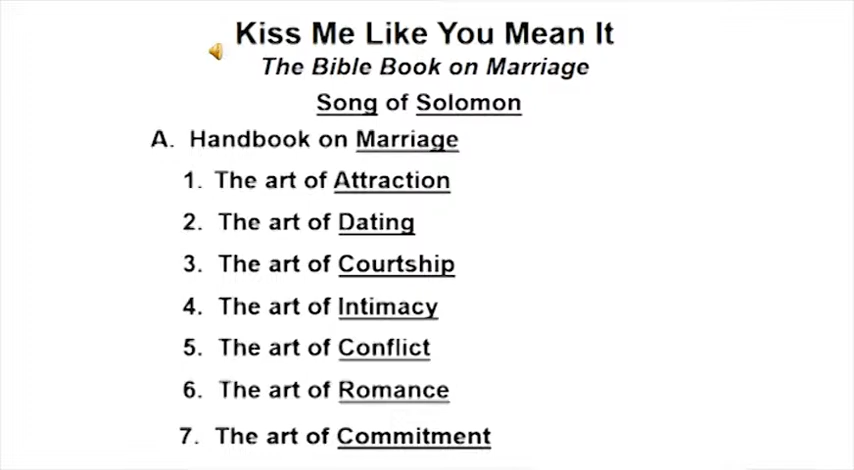 Kiss Me Like You Mean It
The Bible Book on Marriage
Song of Solomon
A. Handbook on Marriage
1. The art of Attraction
2. The art of Dating
3. The art of Courtship
4. The art of Intimacy
5. The art of Conflict
6. The art of Romance
7. The art of Commitment